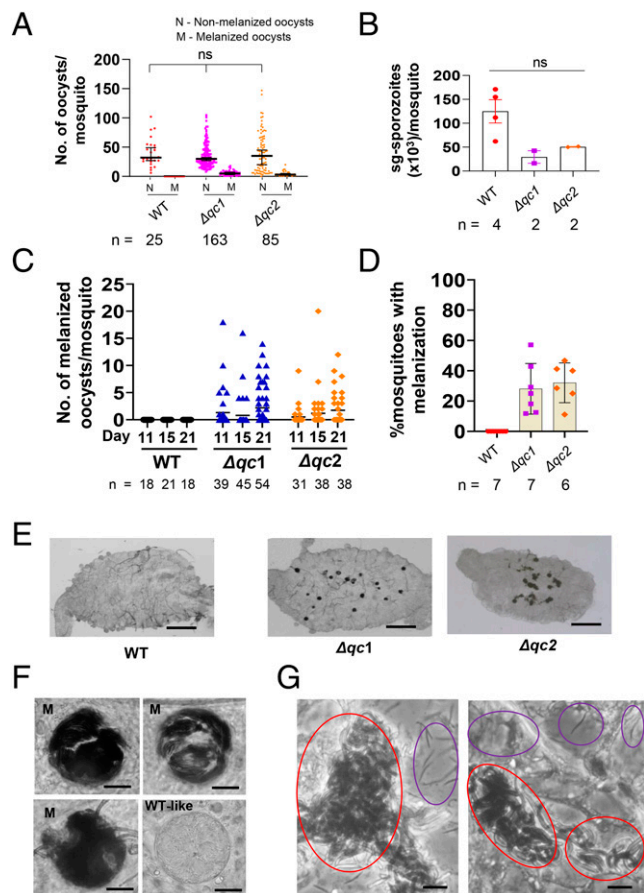 A
N - Non-melanized oocysts
M - Melanized oocysts
ns
No. of oocysts/
mosquito
200
150
100
50
0
N M N M N M
WT Δqc1 Δqc2
n = 25 163 85
B
ns
sg-sporozoites
(x10³)/mosquito
200
150
100
50
0
WT Δqc1 Δqc2
n = 4 2 2
C
No. of melanized
oocysts/mosquito
25
20
15
10
5
0
Day 11 15 21 11 15 21 11 15 21
WT Δqc1 Δqc2
n = 18 21 18 39 45 54 31 38 38
D
%mosquitoes with
melanization
100
80
60
40
20
0
WT Δqc1 Δqc2
n = 7 7 6
E
WT Δqc1 Δqc2
F
M M
M WT-like
G